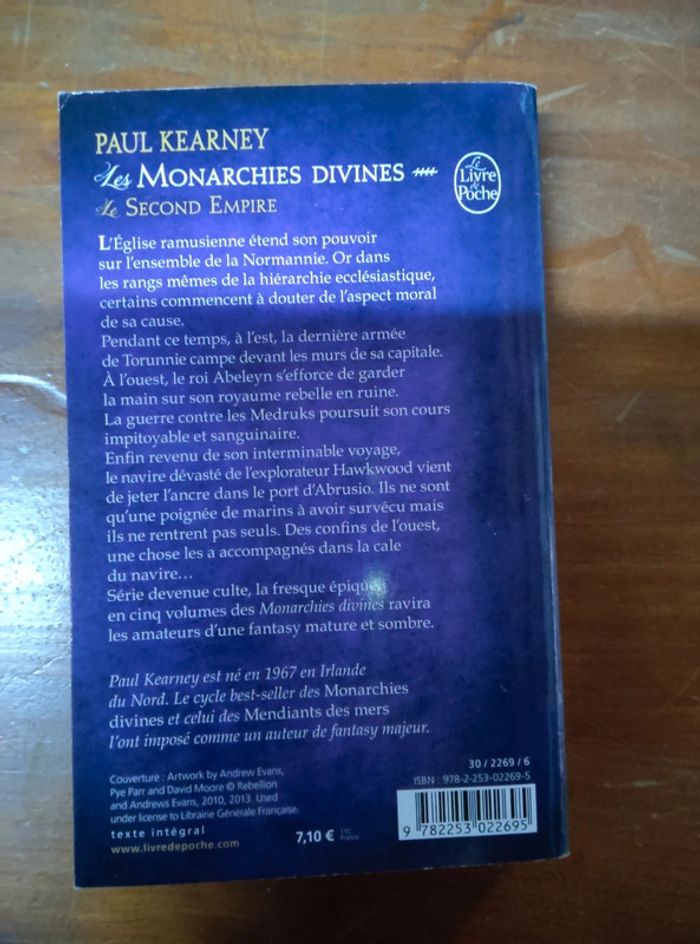 PAUL KEARNEY
Les MONARCHIES DIVINES
Le SECOND EMPIRE
Le
Livre
de
Poche
L'Église ramusienne étend son pouvoir
sur l'ensemble de la Normannie. Or dans
les rangs mêmes de la hiérarchie ecclésiastique,
certains commencent à douter de l'aspect moral
de sa cause.
Pendant ce temps, à l'est, la dernière armée
de Torunnie campe devant les murs de sa capitale.
À l'ouest, le roi Abeleyn s'efforce de garder
la main sur son royaume rebelle en ruine.
La guerre contre les Medruks poursuit son cours
impitoyable et sanguinaire.
Enfin revenu de son interminable voyage,
le navire dévasté de l'explorateur Hawkwood vient
de jeter l'ancre dans le port d'Abrusio. Ils ne sont
qu'une poignée de marins à avoir survécu mais
ils ne rentrent pas seuls. Des confins de l'ouest,
une chose les a accompagnés dans la cale
du navire…
Série devenue culte, la fresque épique
en cinq volumes des Monarchies divines ravira
les amateurs d'une fantasy mature et sombre.
Paul Kearney est né en 1967 en Irlande
du Nord. Le cycle best-seller des Monarchies
divines et celui des Mendiants des mers
l'ont imposé comme un auteur de fantasy majeur.
Couverture : Artwork by Andrew Evans,
Pye Parr and David Moore © Rebellion
and Andrews Evans, 2010, 2013. Used
under license to Librairie Générale Française.
texte intégral
www.livredepoche.com
7,10 € TTC
France
30 / 2269 / 6
ISBN : 978-2-253-02269-5
9 782253 022695